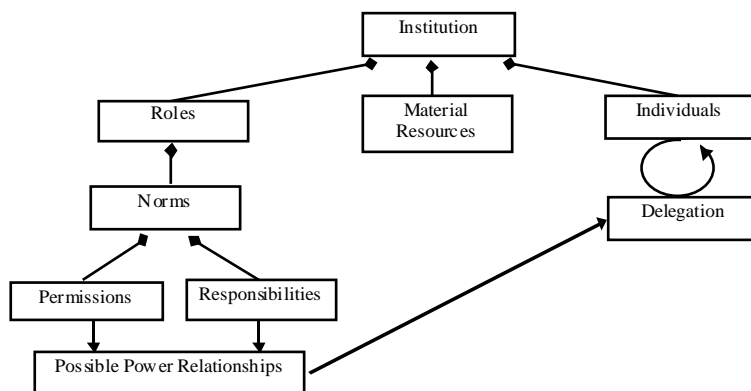 Institution
Roles
Material
Resources
Individuals
Norms
Delegation
Permissions
Responsibilities
Possible Power Relationships